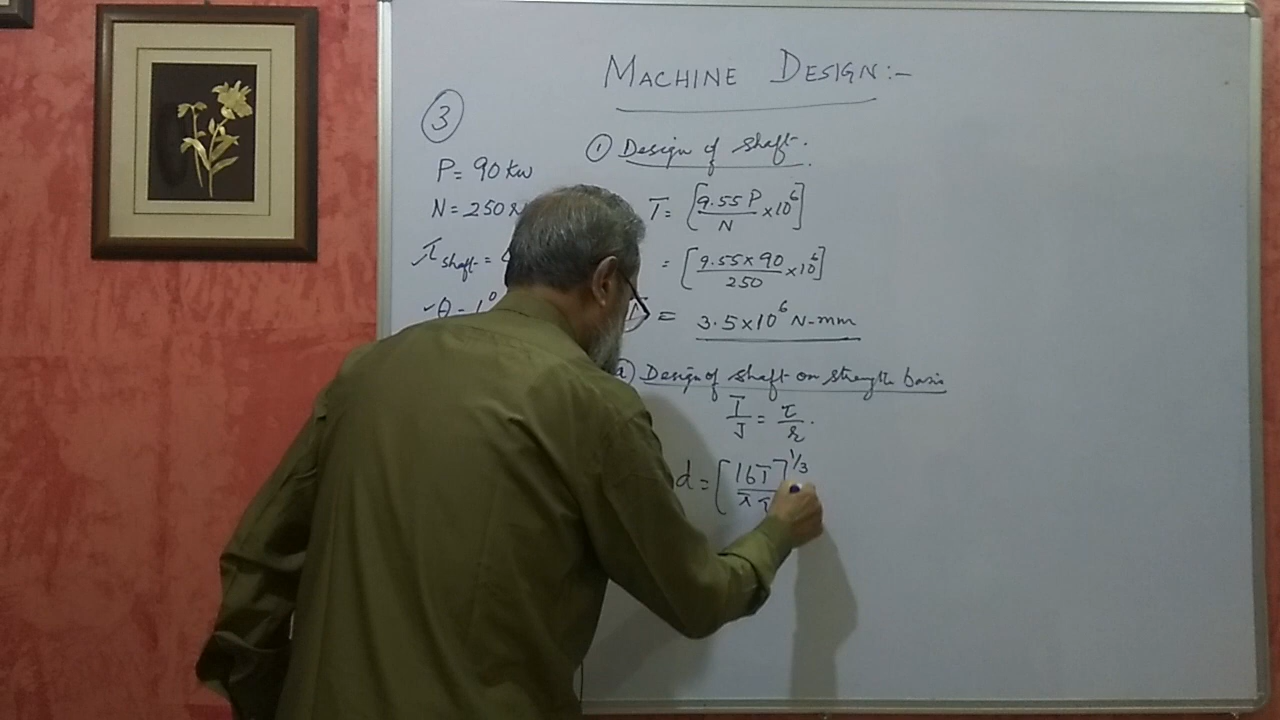 MACHINE DESIGN:-
③
P = 90 kw
N = 250
τ shaft =
θ = 1°
① Design of shaft.
T = [9.55 P / N × 10⁶]
= [9.55 × 90 / 250 × 10⁶]
= 3.5 × 10⁶ N-mm
ⓐ Design of shaft on strength basis
T / J = τ / r.
d = [16T / π τ]^1/3